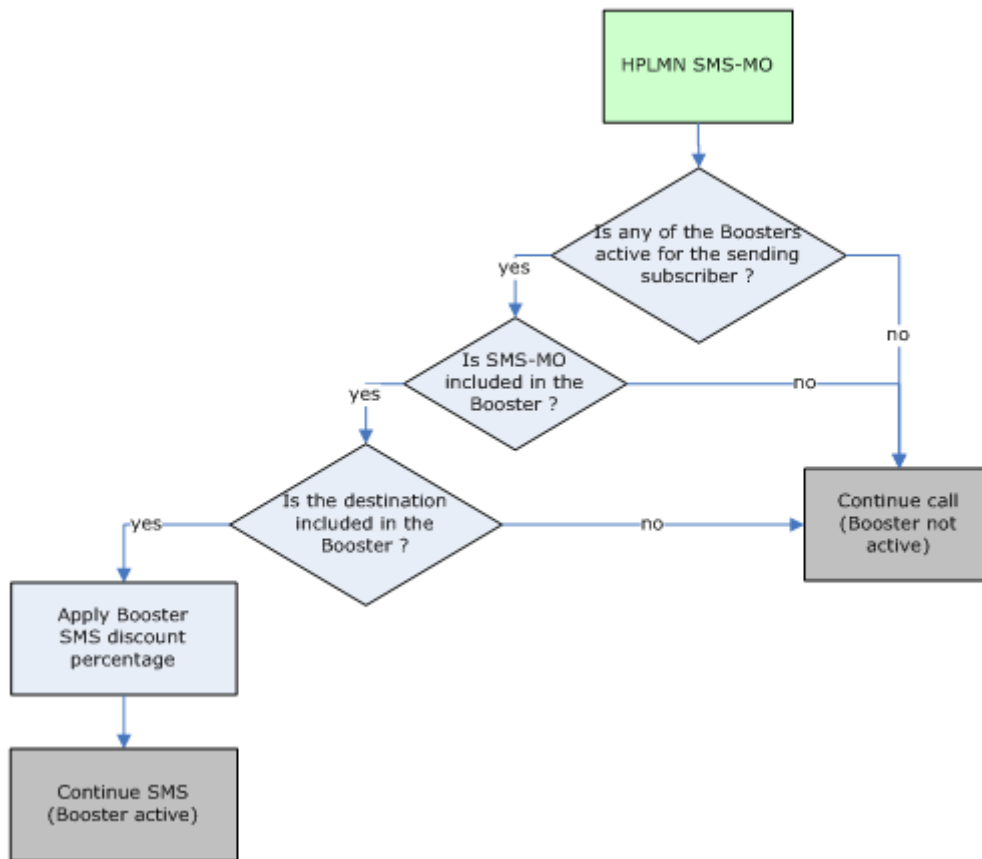 HPLMN SMS-MO
Is any of the Boosters
active for the sending
subscriber ?
yes
no
Is SMS-MO
included in the
Booster ?
yes
no
Is the destination
included in the
Booster ?
yes
no
Continue call
(Booster not
active)
Apply Booster
SMS discount
percentage
Continue SMS
(Booster active)